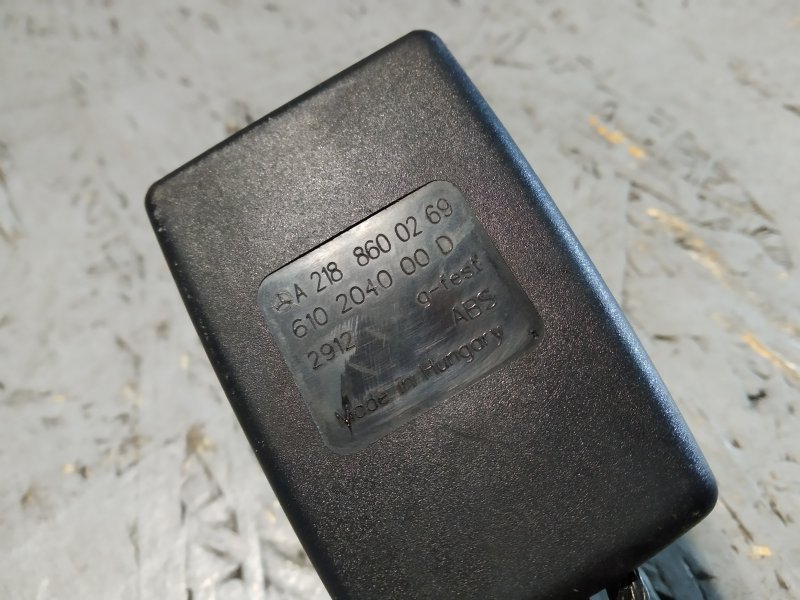 A 218 860 02 69
610 2040 00 D
g-fest
2912 ABS
Made in Hungary